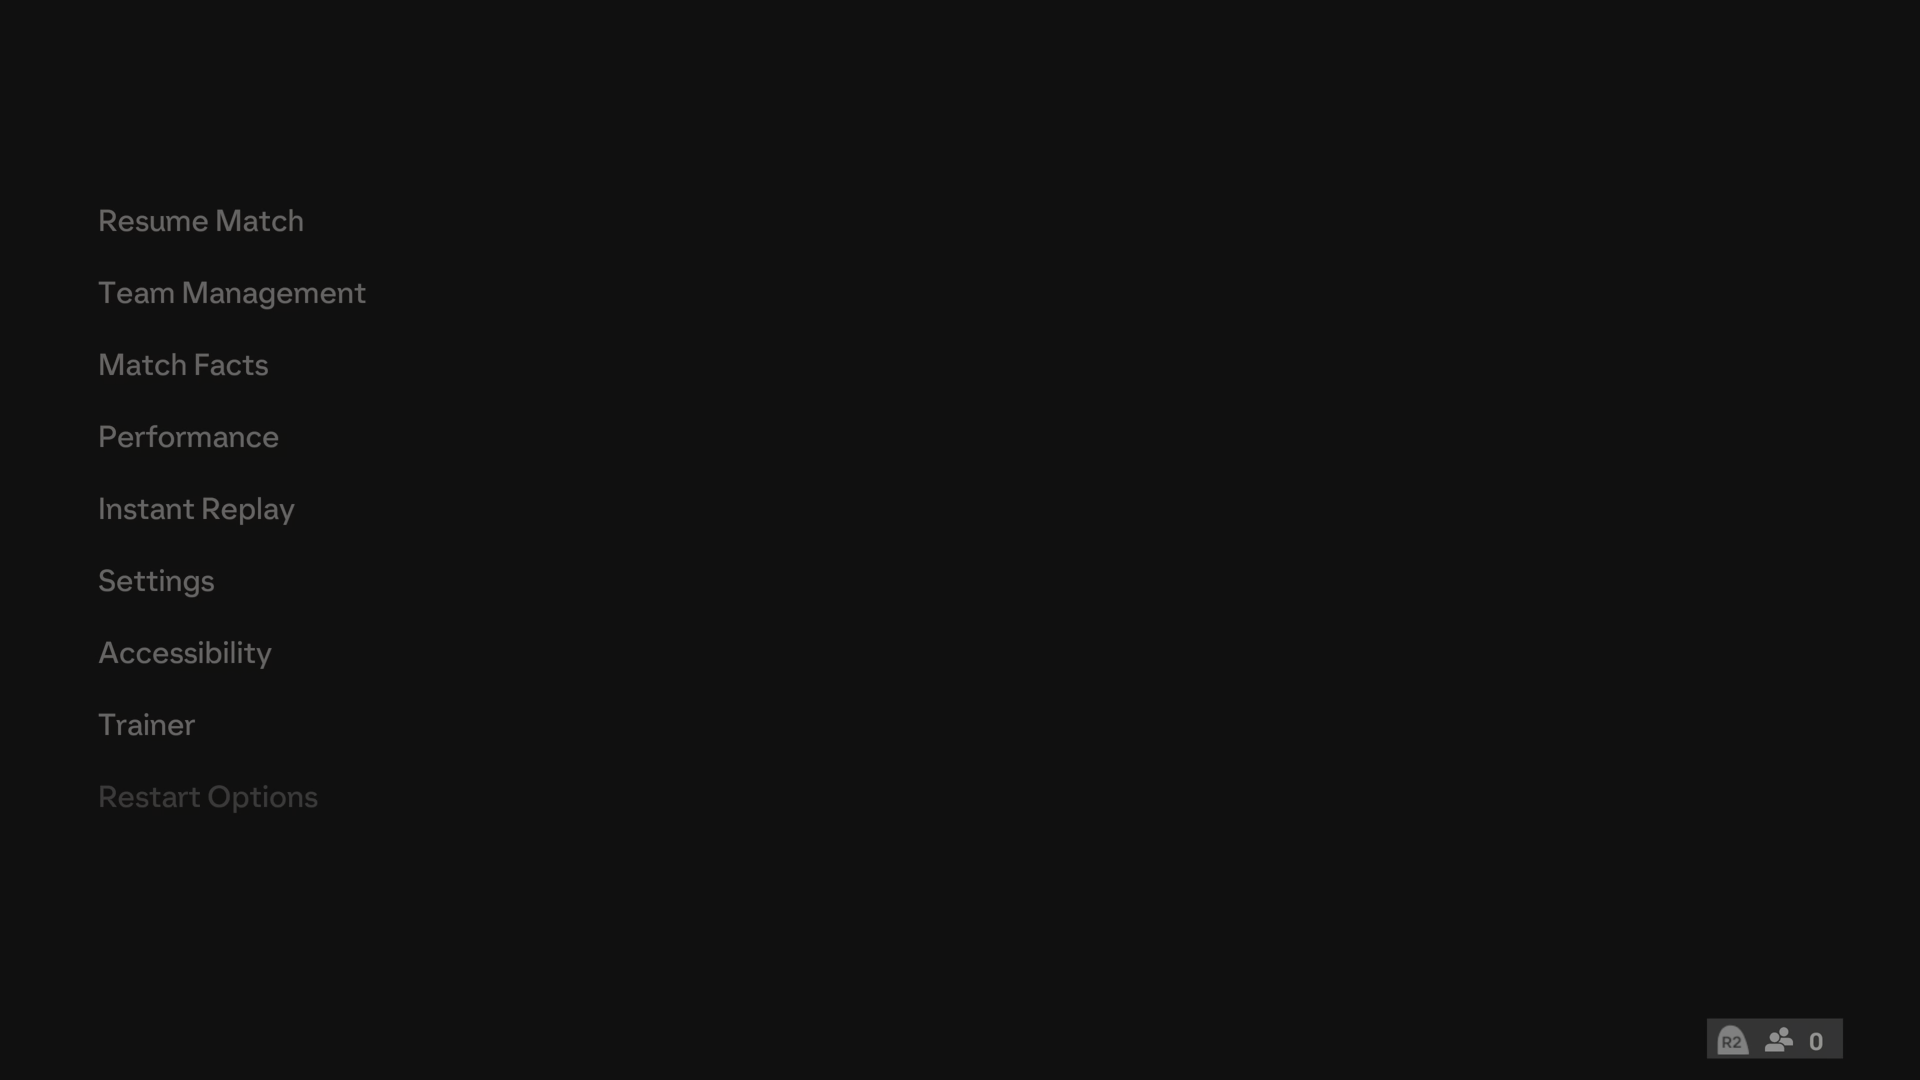 Resume Match
Team Management
Match Facts
Performance
Instant Replay
Settings
Accessibility
Trainer
Restart Options
R2 0